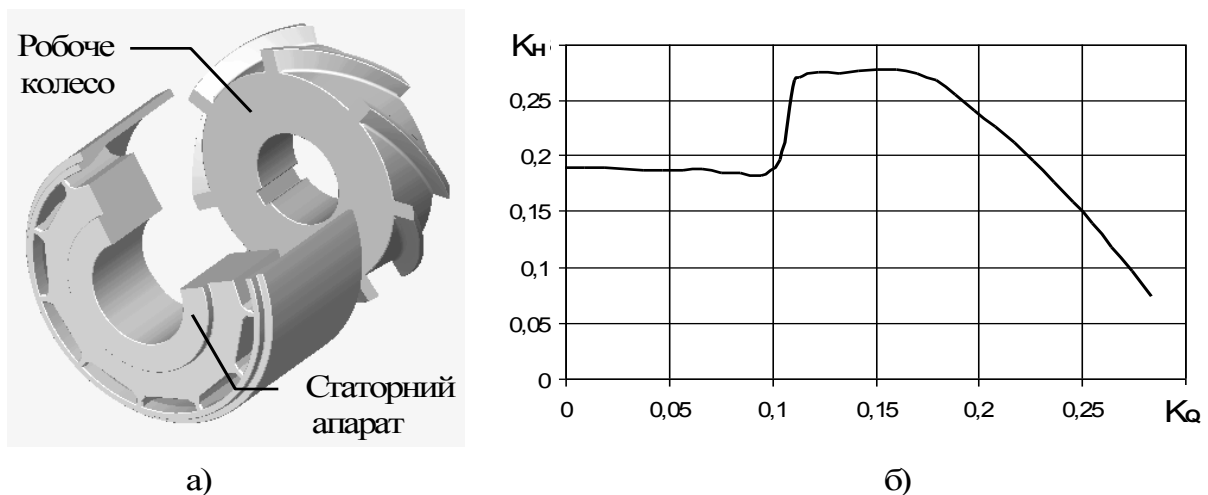 Робоче
колесо
Статорний
апарат
а)
Kн
0,25
0,2
0,15
0,1
0,05
0
0 0,05 0,1 0,15 0,2 0,25 KQ
б)